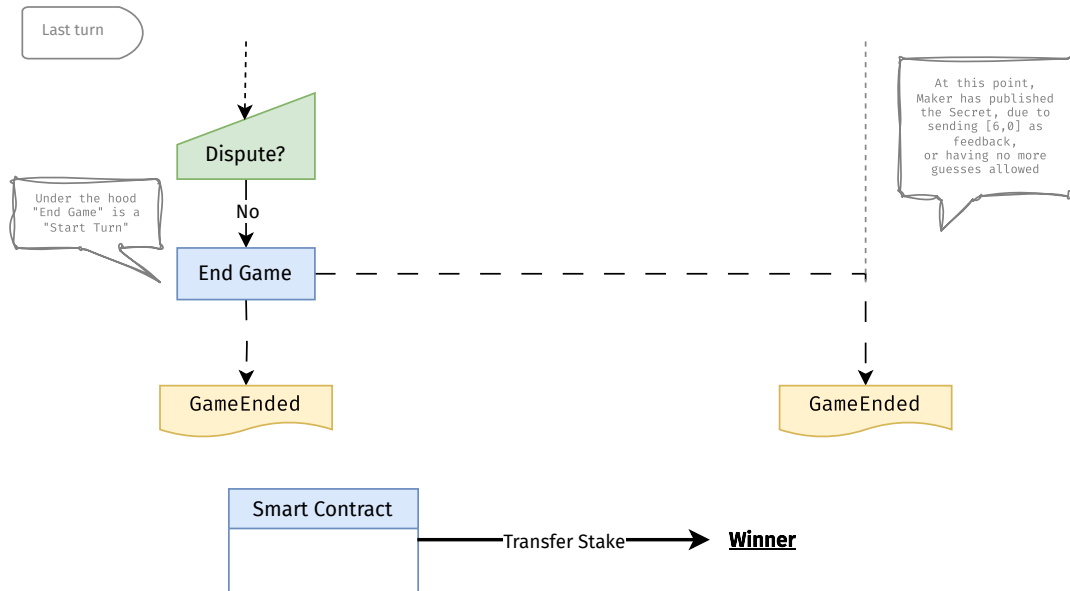 Last turn
At this point,
Maker has published
the Secret, due to
sending [6,0] as
feedback,
or having no more
guesses allowed
Dispute?
No
Under the hood
"End Game" is a
"Start Turn"
End Game
GameEnded
GameEnded
Smart Contract
Transfer Stake
Winner